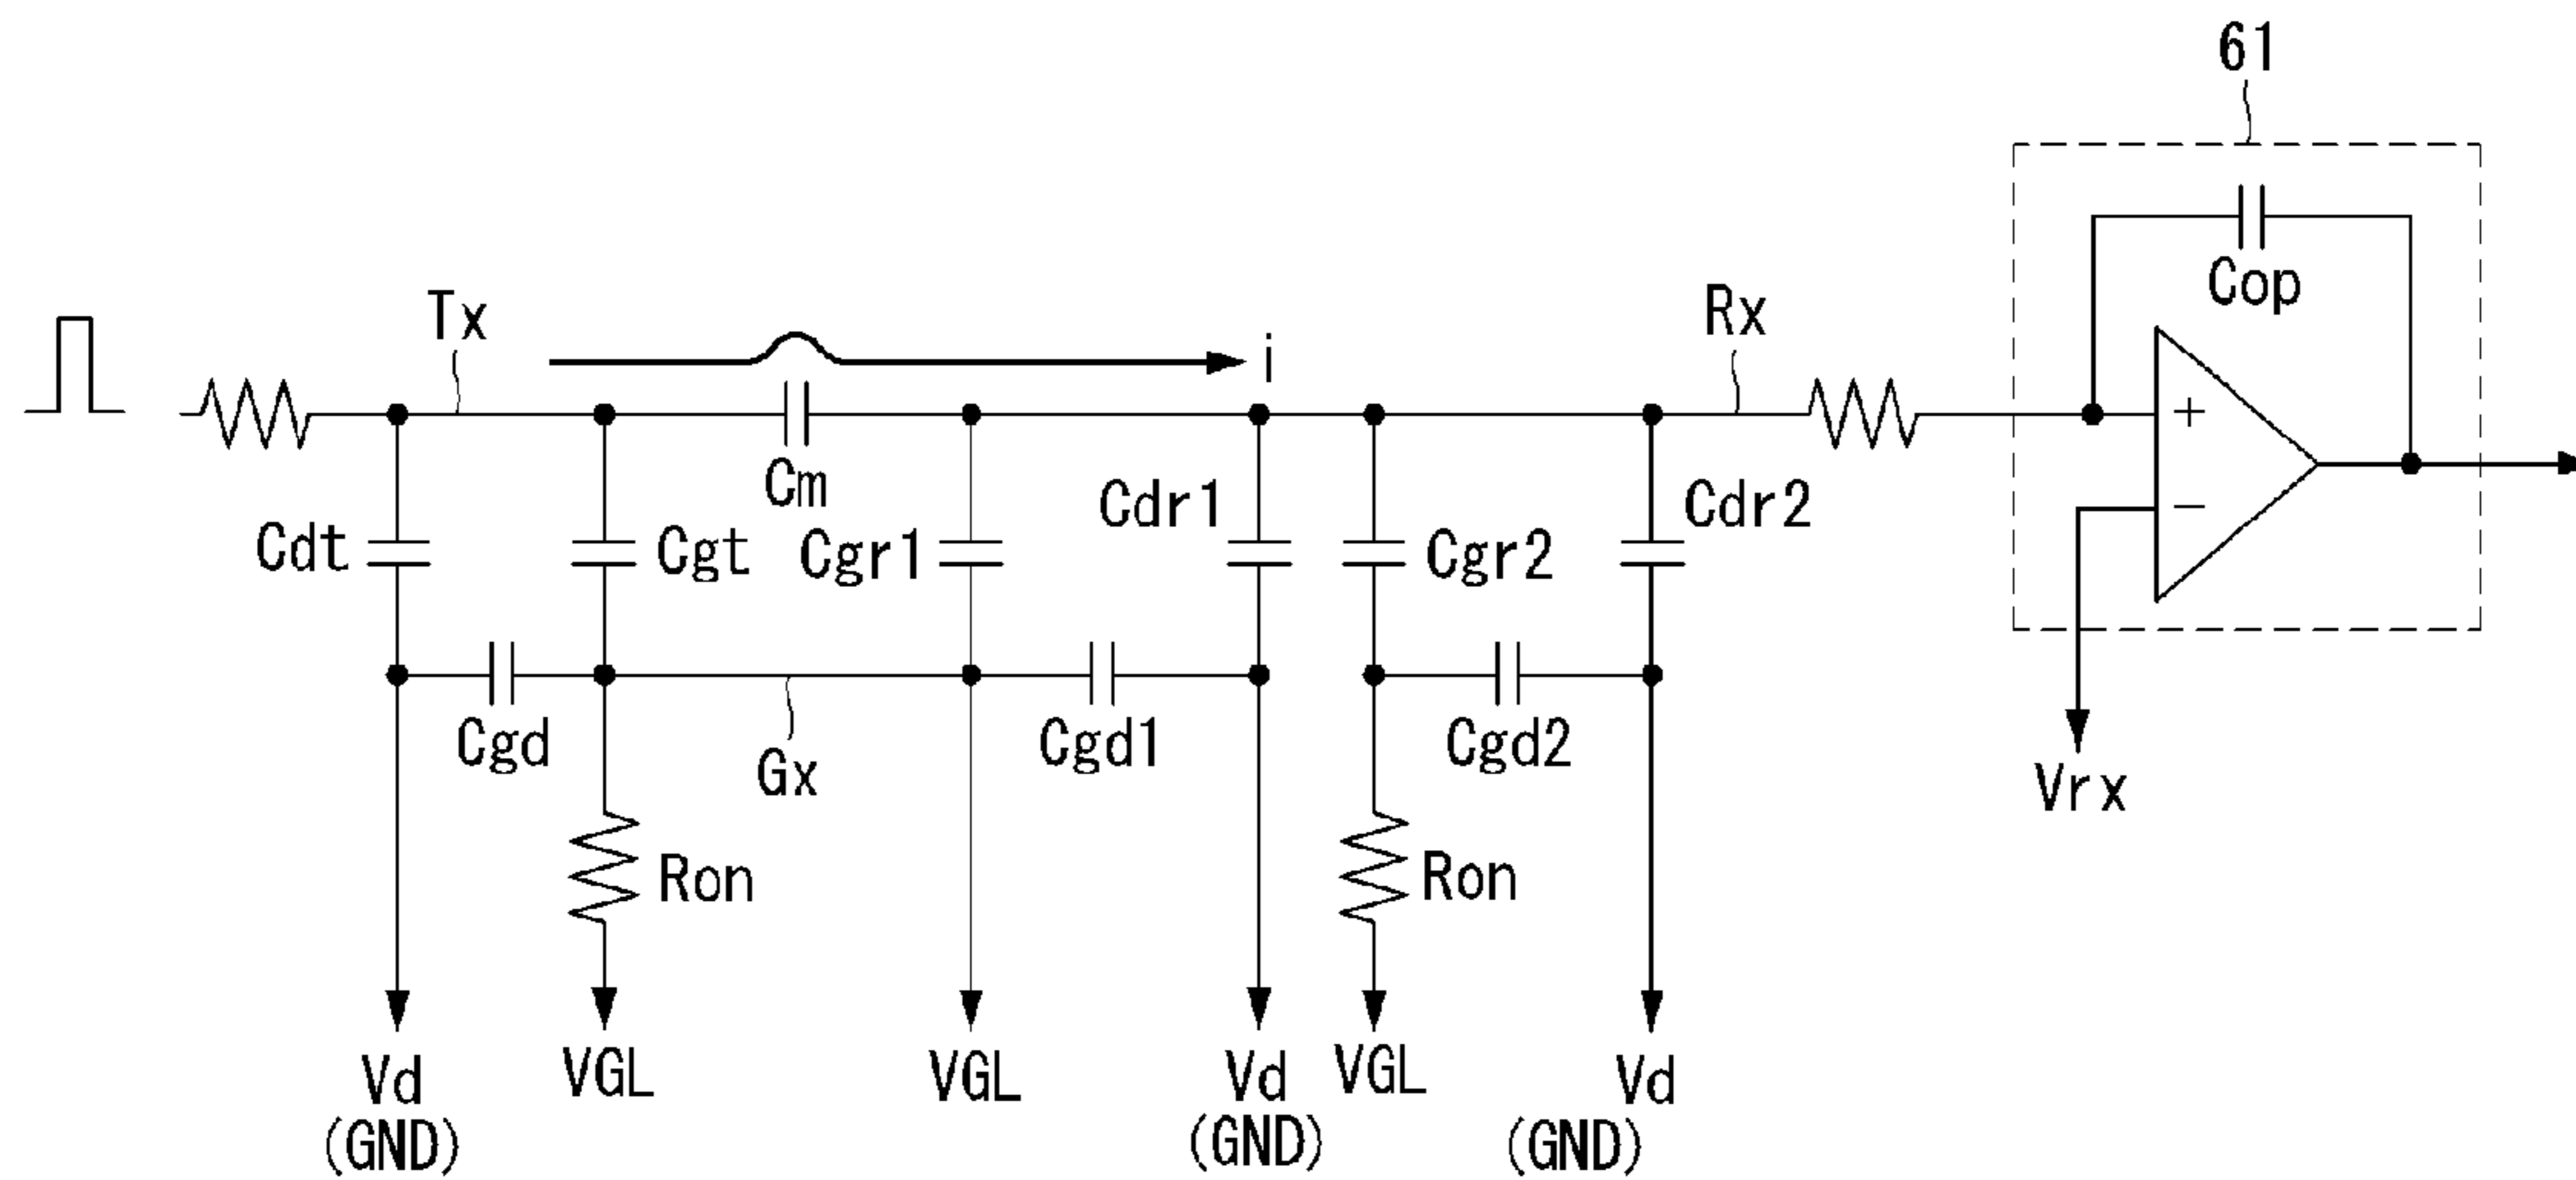 61
Cop
Tx
i
Rx
+
Cm
Cdr1
Cdr2
−
Cdt
Cgt
Cgr1
Cgr2
Cgd
Gx
Cgd1
Cgd2
Vrx
Ron
Ron
Vd
(GND)
VGL
VGL
Vd
(GND)
VGL
Vd
(GND)